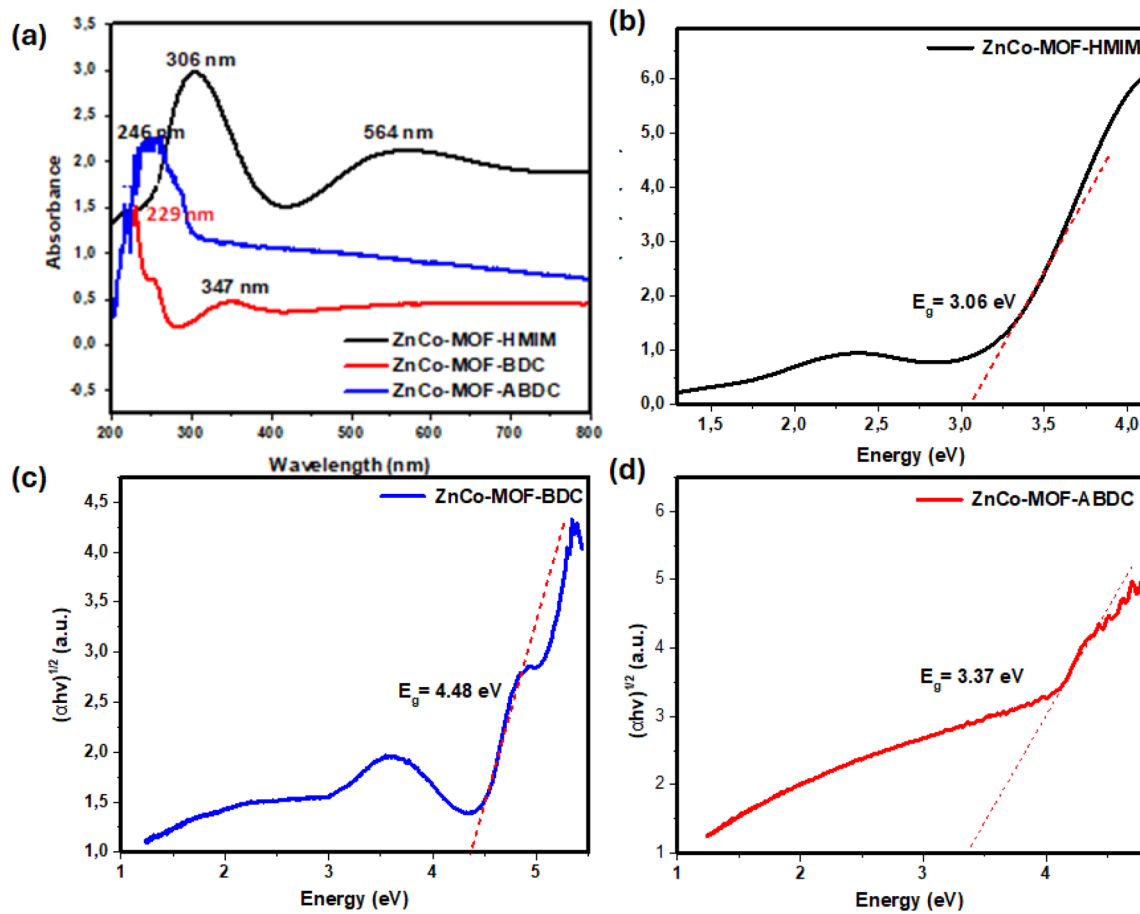 (a)
3,5
3,0
2,5
2,0
1,5
1,0
0,5
0,0
0,5
Absorbance
306 nm
246 nm
564 nm
229 nm
347 nm
ZnCo-MOF-HMIM
ZnCo-MOF-BDC
ZnCo-MOF-ABDC
200 300 400 500 600 700 800
Wavelength (nm)
(b)
ZnCo-MOF-HMIM
6,0
5,0
4,0
3,0
2,0
1,0
0,0
Eg= 3.06 eV
1,5 2,0 2,5 3,0 3,5 4,0
Energy (eV)
(c)
ZnCo-MOF-BDC
4,5
4,0
3,5
3,0
2,5
2,0
1,5
1,0
(αhν)1/2 (a.u.)
Eg= 4.48 eV
1 2 3 4 5
Energy (eV)
(d)
ZnCo-MOF-ABDC
6
5
4
3
2
1
(αhν)1/2 (a.u.)
Eg= 3.37 eV
1 2 3 4
Energy (eV)